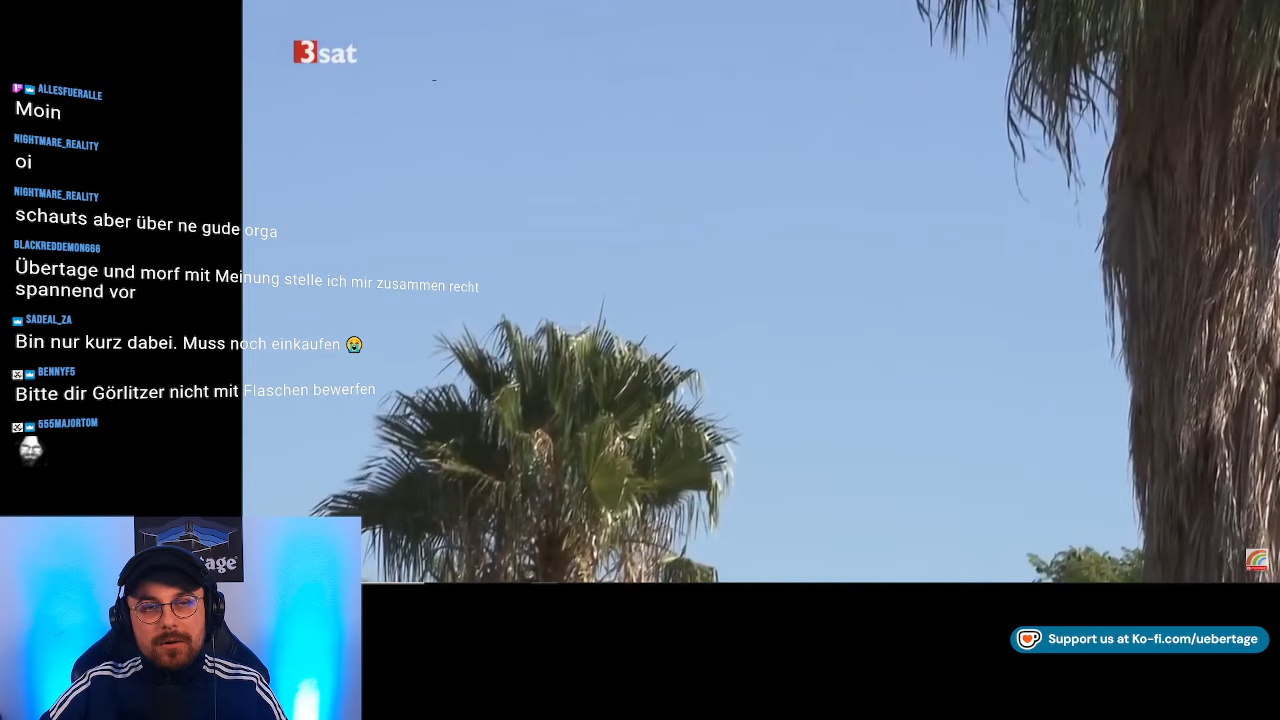 3sat
ALLESFUERALLE
Moin
NIGHTMARE_REALITY
oi
NIGHTMARE_REALITY
schauts aber über ne gude orga
BLACKREDDEMON666
Übertage und morf mit Meinung stelle ich mir zusammen recht
spannend vor
SADEAL_ZA
Bin nur kurz dabei. Muss noch einkaufen
BENNYF5
Bitte dir Görlitzer nicht mit Flaschen bewerfen
555MAJORTOM
Support us at Ko-fi.com/uebertage